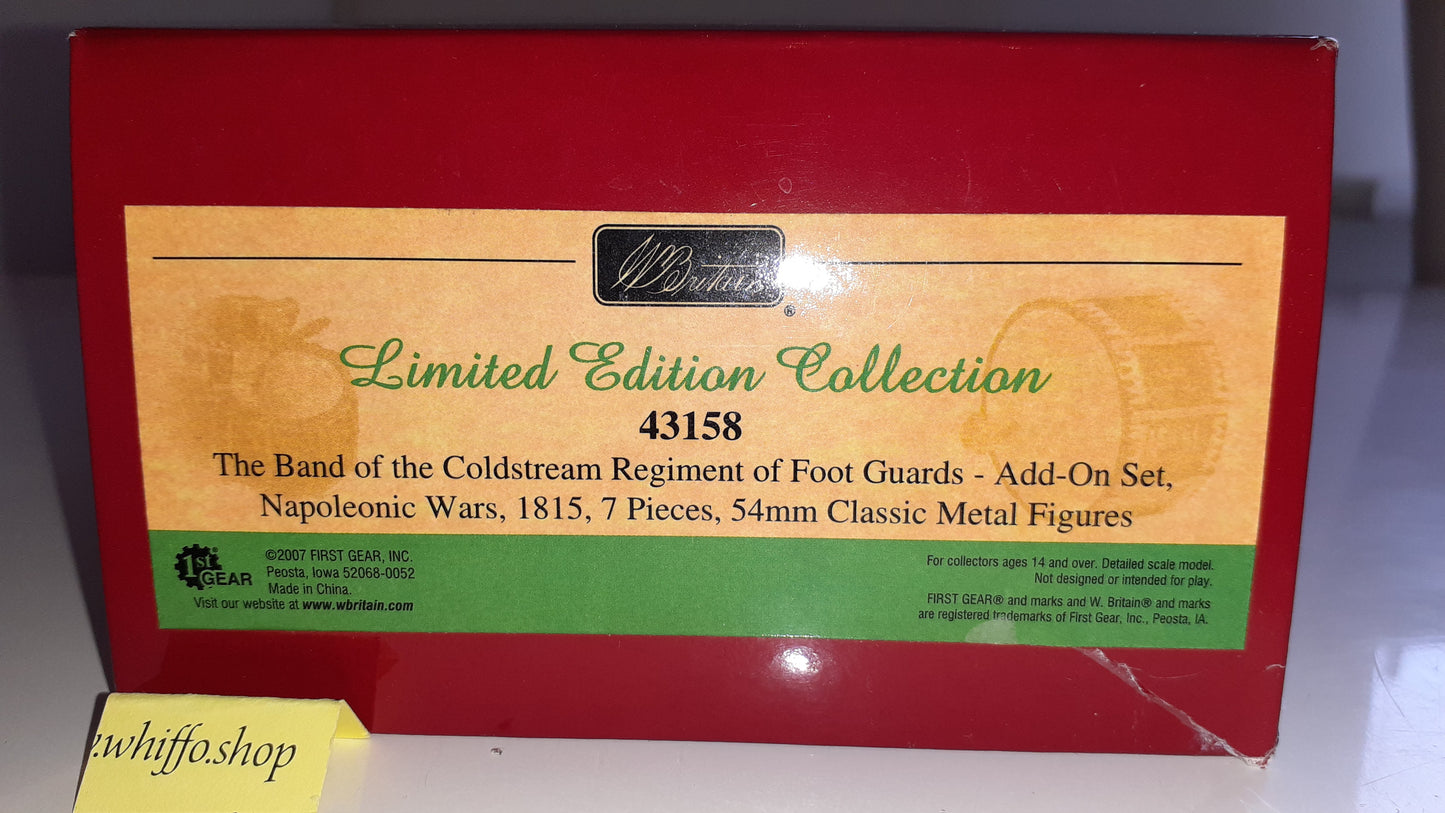 W Britain®
Limited Edition Collection
43158
The Band of the Coldstream Regiment of Foot Guards - Add-On Set,
Napoleonic Wars, 1815, 7 Pieces, 54mm Classic Metal Figures
1st GEAR
©2007 FIRST GEAR, INC.
Peosta, Iowa 52068-0052
Made in China.
Visit our website at www.wbritain.com
For collectors ages 14 and over. Detailed scale model.
Not designed or intended for play.
FIRST GEAR® and marks and W. Britain® and marks
are registered trademarks of First Gear, Inc., Peosta, IA.
.whiffo.shop